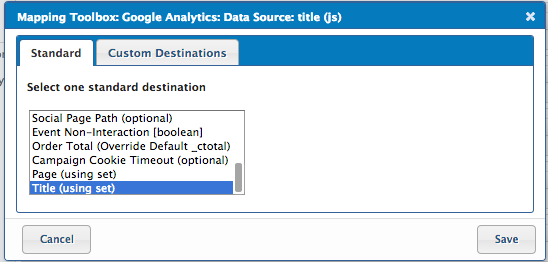 Mapping Toolbox: Google Analytics: Data Source: title (js)
Standard
Custom Destinations
Select one standard destination
Social Page Path (optional)
Event Non-Interaction [boolean]
Order Total (Override Default _ctotal)
Campaign Cookie Timeout (optional)
Page (using set)
Title (using set)
Cancel
Save